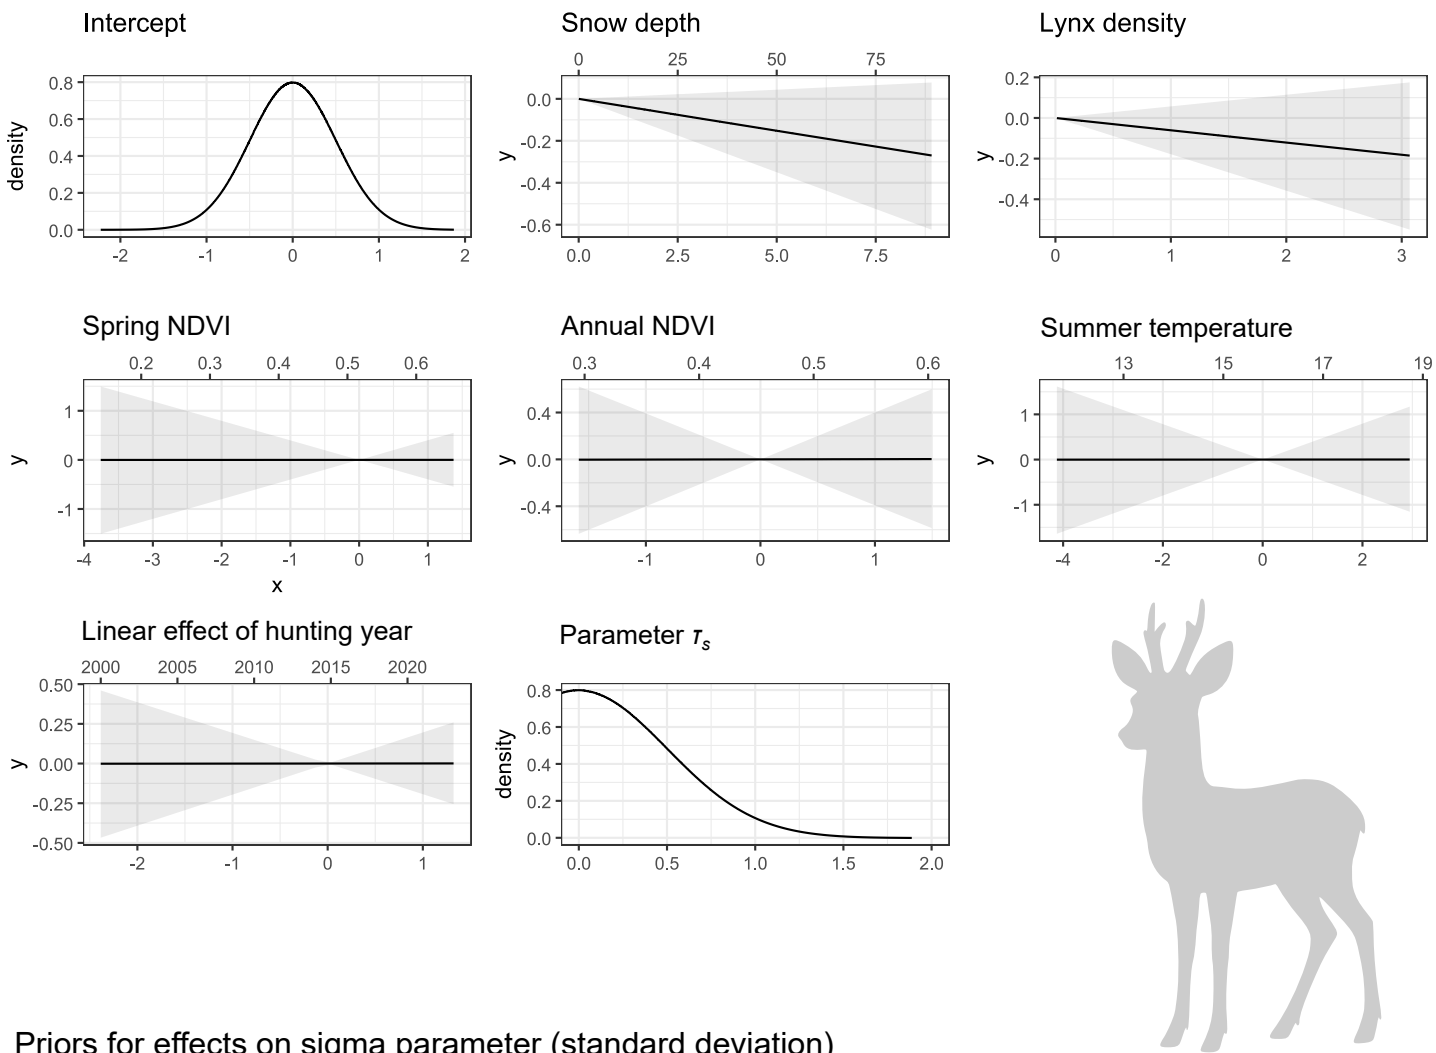 Intercept
Snow depth
Lynx density
0 25 50 75
0.8
0.6
0.4
0.2
0.0
density
-2 -1 0 1 2
0.0
-0.2
-0.4
-0.6
y
0.0 2.5 5.0 7.5
0.2
0.0
-0.2
-0.4
y
0 1 2 3
Spring NDVI
Annual NDVI
Summer temperature
0.2 0.3 0.4 0.5 0.6
1
0
-1
y
-4 -3 -2 -1 0 1
x
0.3 0.4 0.5 0.6
0.4
0.0
-0.4
y
-1 0 1
13 15 17 19
1
0
-1
y
-4 -2 0 2
Linear effect of hunting year
2000 2005 2010 2015 2020
0.50
0.25
0.00
-0.25
-0.50
y
-2 -1 0 1
Parameter τs
0.8
0.6
0.4
0.2
0.0
density
0.0 0.5 1.0 1.5 2.0
Priors for effects on sigma parameter (standard deviation)